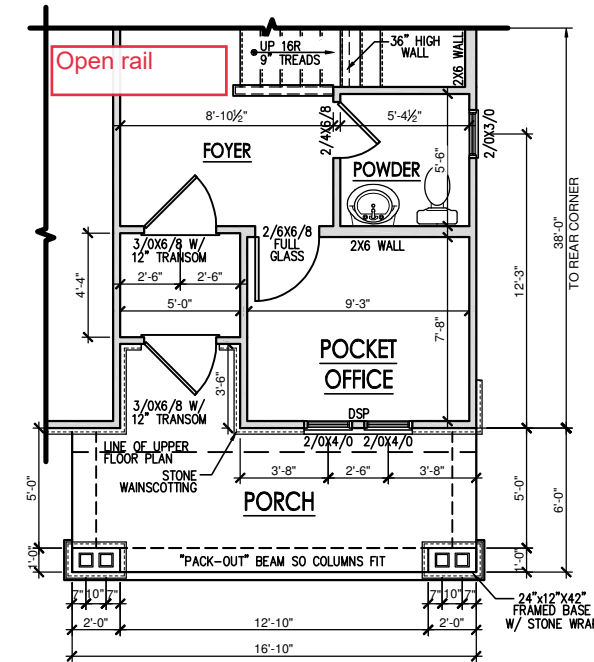 Open rail
UP 16R
9" TREADS
36" HIGH
WALL
2X6 WALL
8'-10½"
5'-4½"
2/4X6/8
2/0X3/0
FOYER
POWDER
5'-6"
38'-0"
TO REAR CORNER
12'-3"
3/0X6/8 W/
12" TRANSOM
2/6X6/8
FULL
GLASS
2X6 WALL
2'-6"
2'-6"
4'-4"
5'-0"
9'-3"
7'-8"
POCKET
OFFICE
3'-6"
3/0X6/8 W/
12" TRANSOM
DSP
2/0X4/0
2/0X4/0
LINE OF UPPER
FLOOR PLAN
STONE
WAINSCOTTING
3'-8"
2'-6"
3'-8"
5'-0"
PORCH
5'-0"
6'-0"
1'-0"
"PACK-OUT" BEAM SO COLUMNS FIT
1'-0"
7"
10"
7"
7"
10"
7"
24"x12"X42"
FRAMED BASE
W/ STONE WRAP
2'-0"
12'-10"
2'-0"
16'-10"